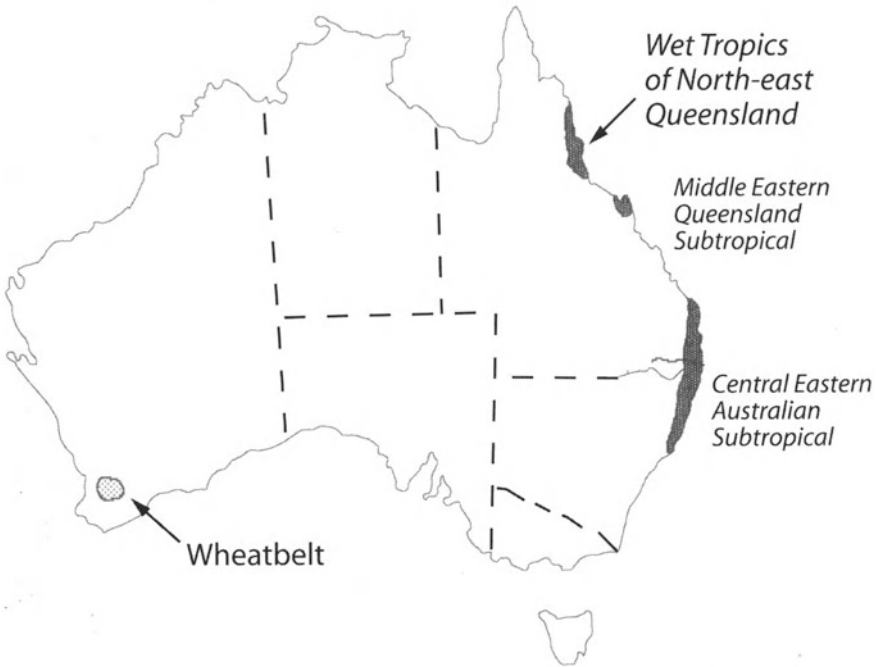 Wet Tropics
of North-east
Queensland
Middle Eastern
Queensland
Subtropical
Central Eastern
Australian
Subtropical
Wheatbelt